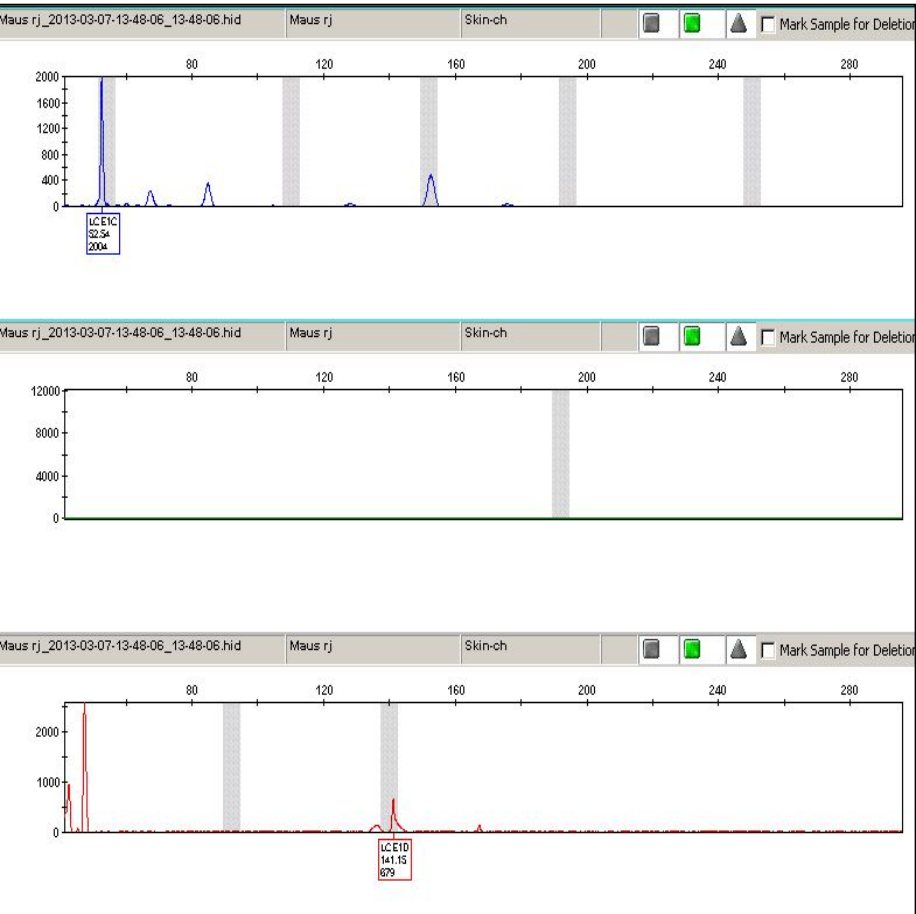 Maus rj_2013-03-07-13-48-06_13-48-06.hid Maus rj Skin-ch Mark Sample for Deletion
80 120 160 200 240 280
2000
1600
1200
800
400
0
LCE1C
52.54
2004
Maus rj_2013-03-07-13-48-06_13-48-06.hid Maus rj Skin-ch Mark Sample for Deletion
80 120 160 200 240 280
12000
8000
4000
0
Maus rj_2013-03-07-13-48-06_13-48-06.hid Maus rj Skin-ch Mark Sample for Deletion
80 120 160 200 240 280
2000
1000
0
LCE1D
141.15
679